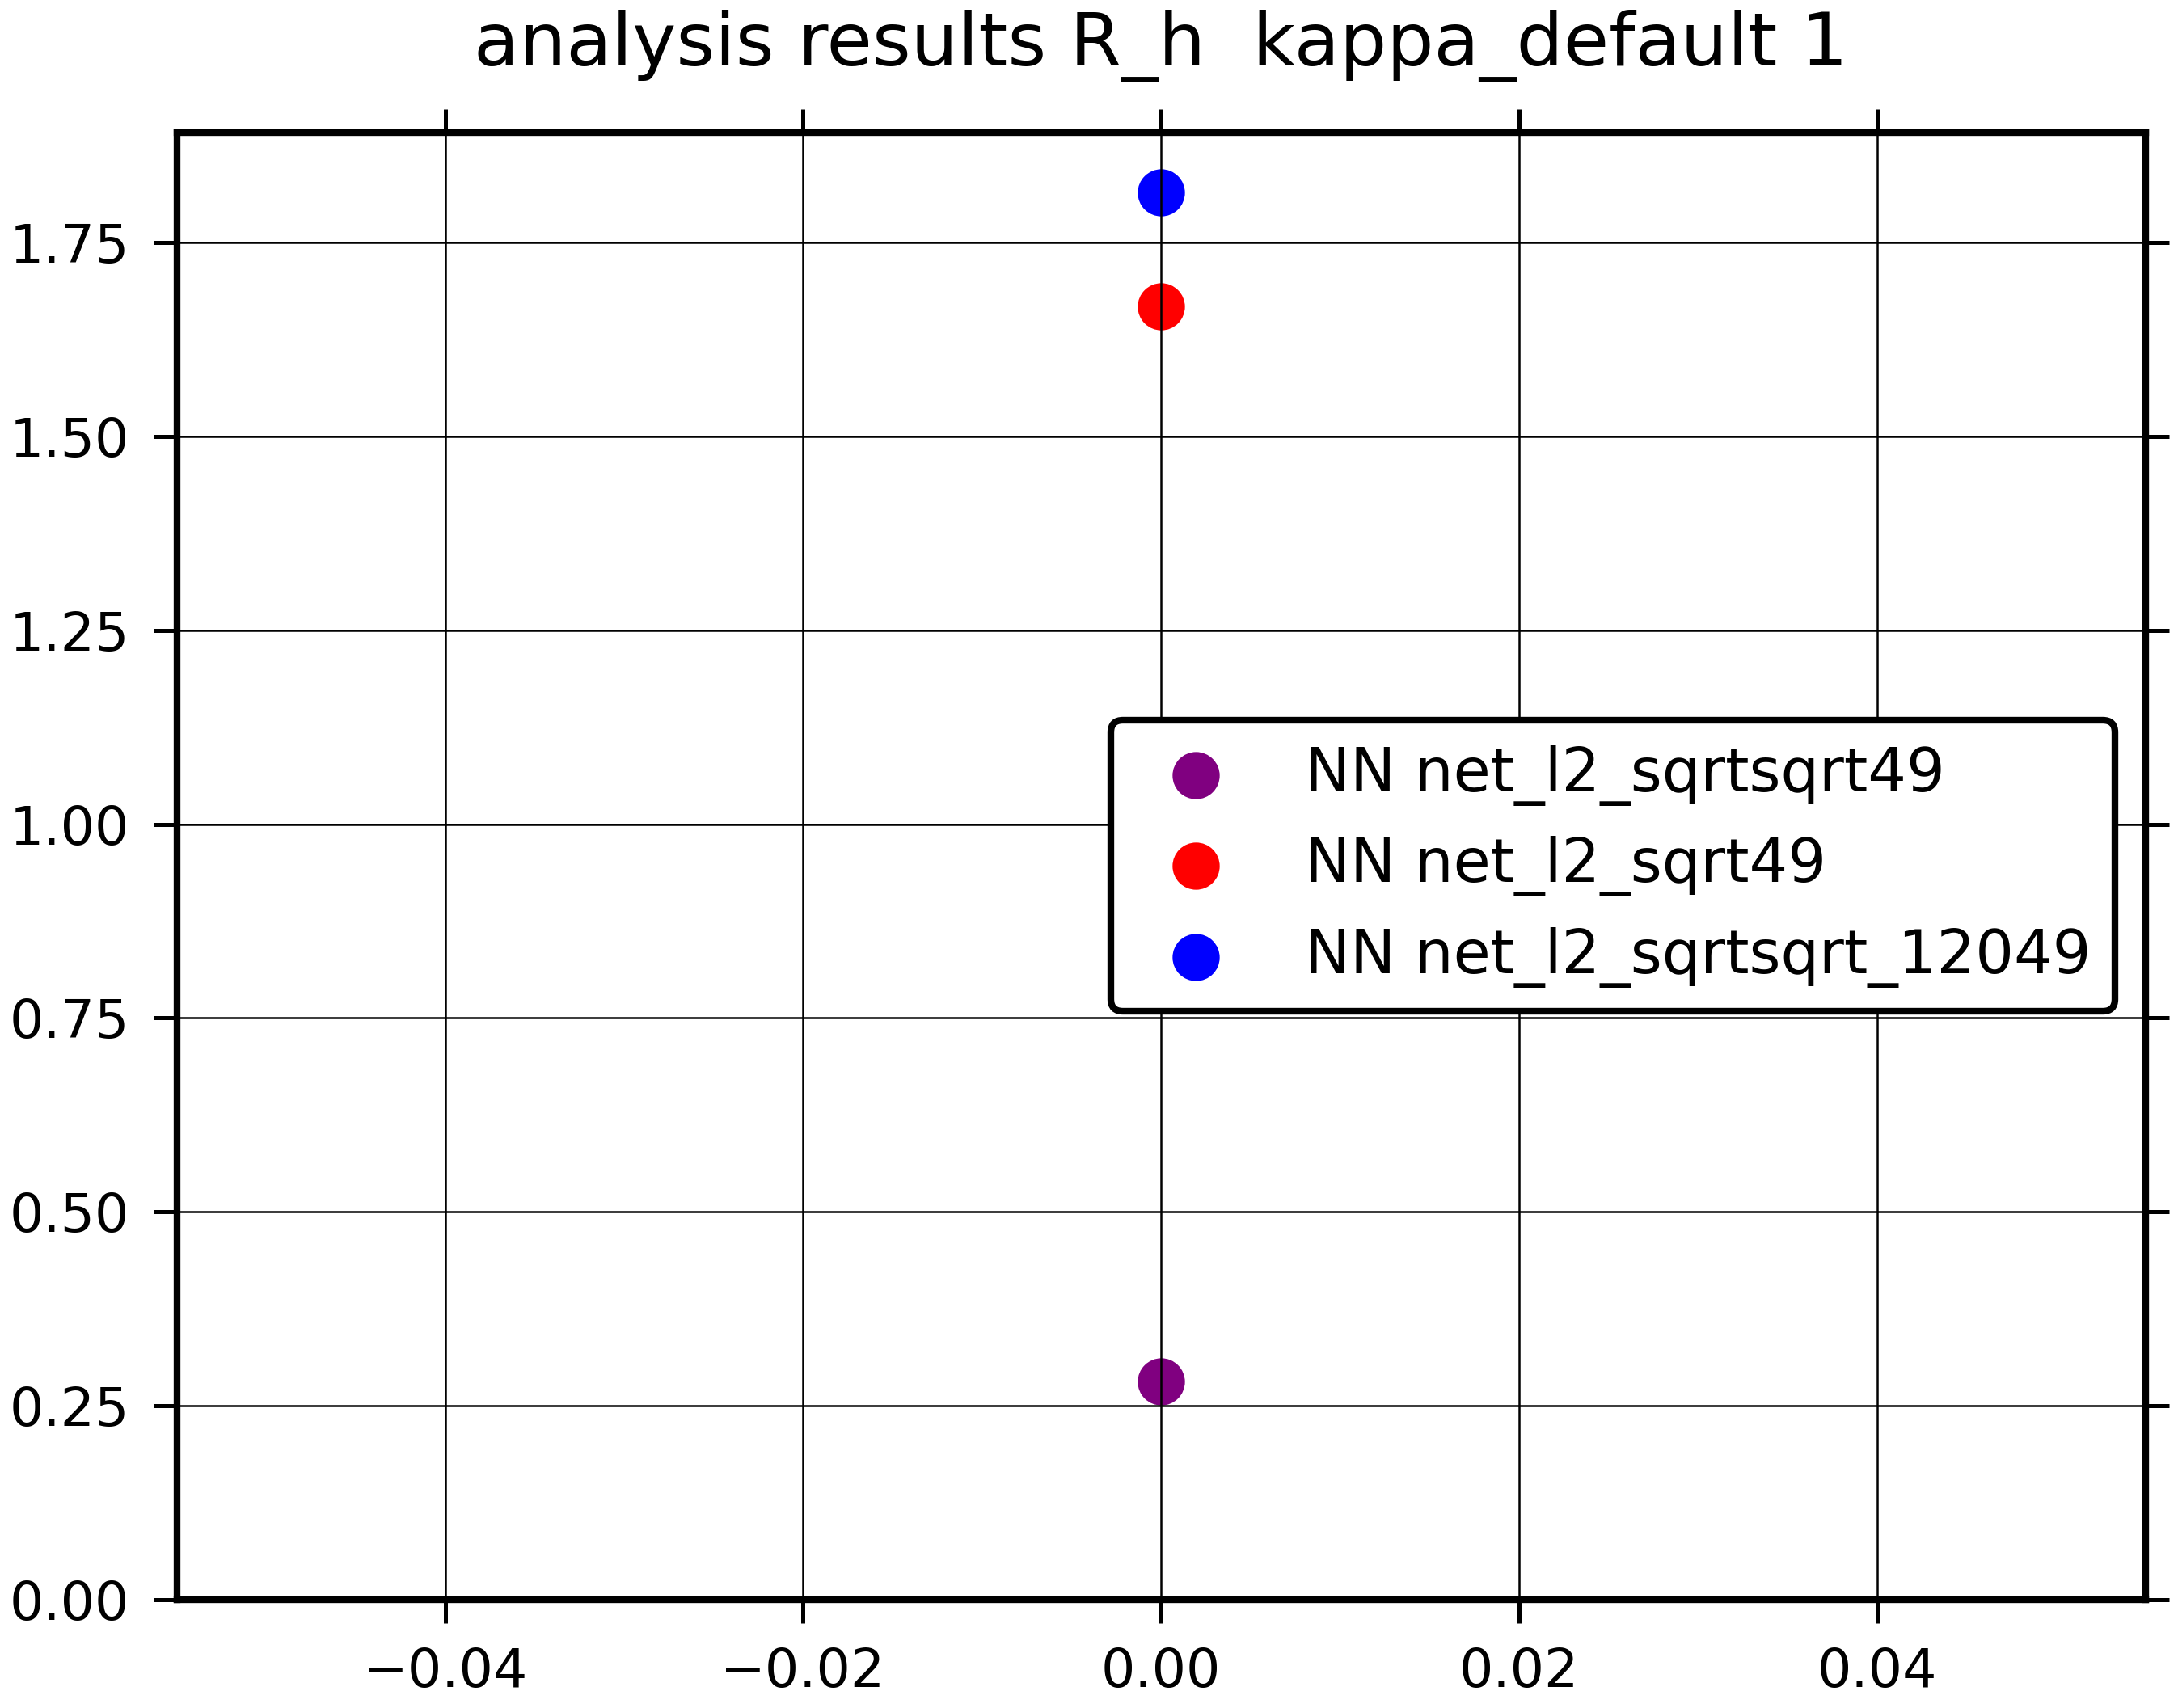 analysis results R_h  kappa_default 1
1.75
1.50
1.25
1.00
0.75
0.50
0.25
0.00
NN net_l2_sqrtsqrt49
NN net_l2_sqrt49
NN net_l2_sqrtsqrt_12049
−0.04 −0.02 0.00 0.02 0.04